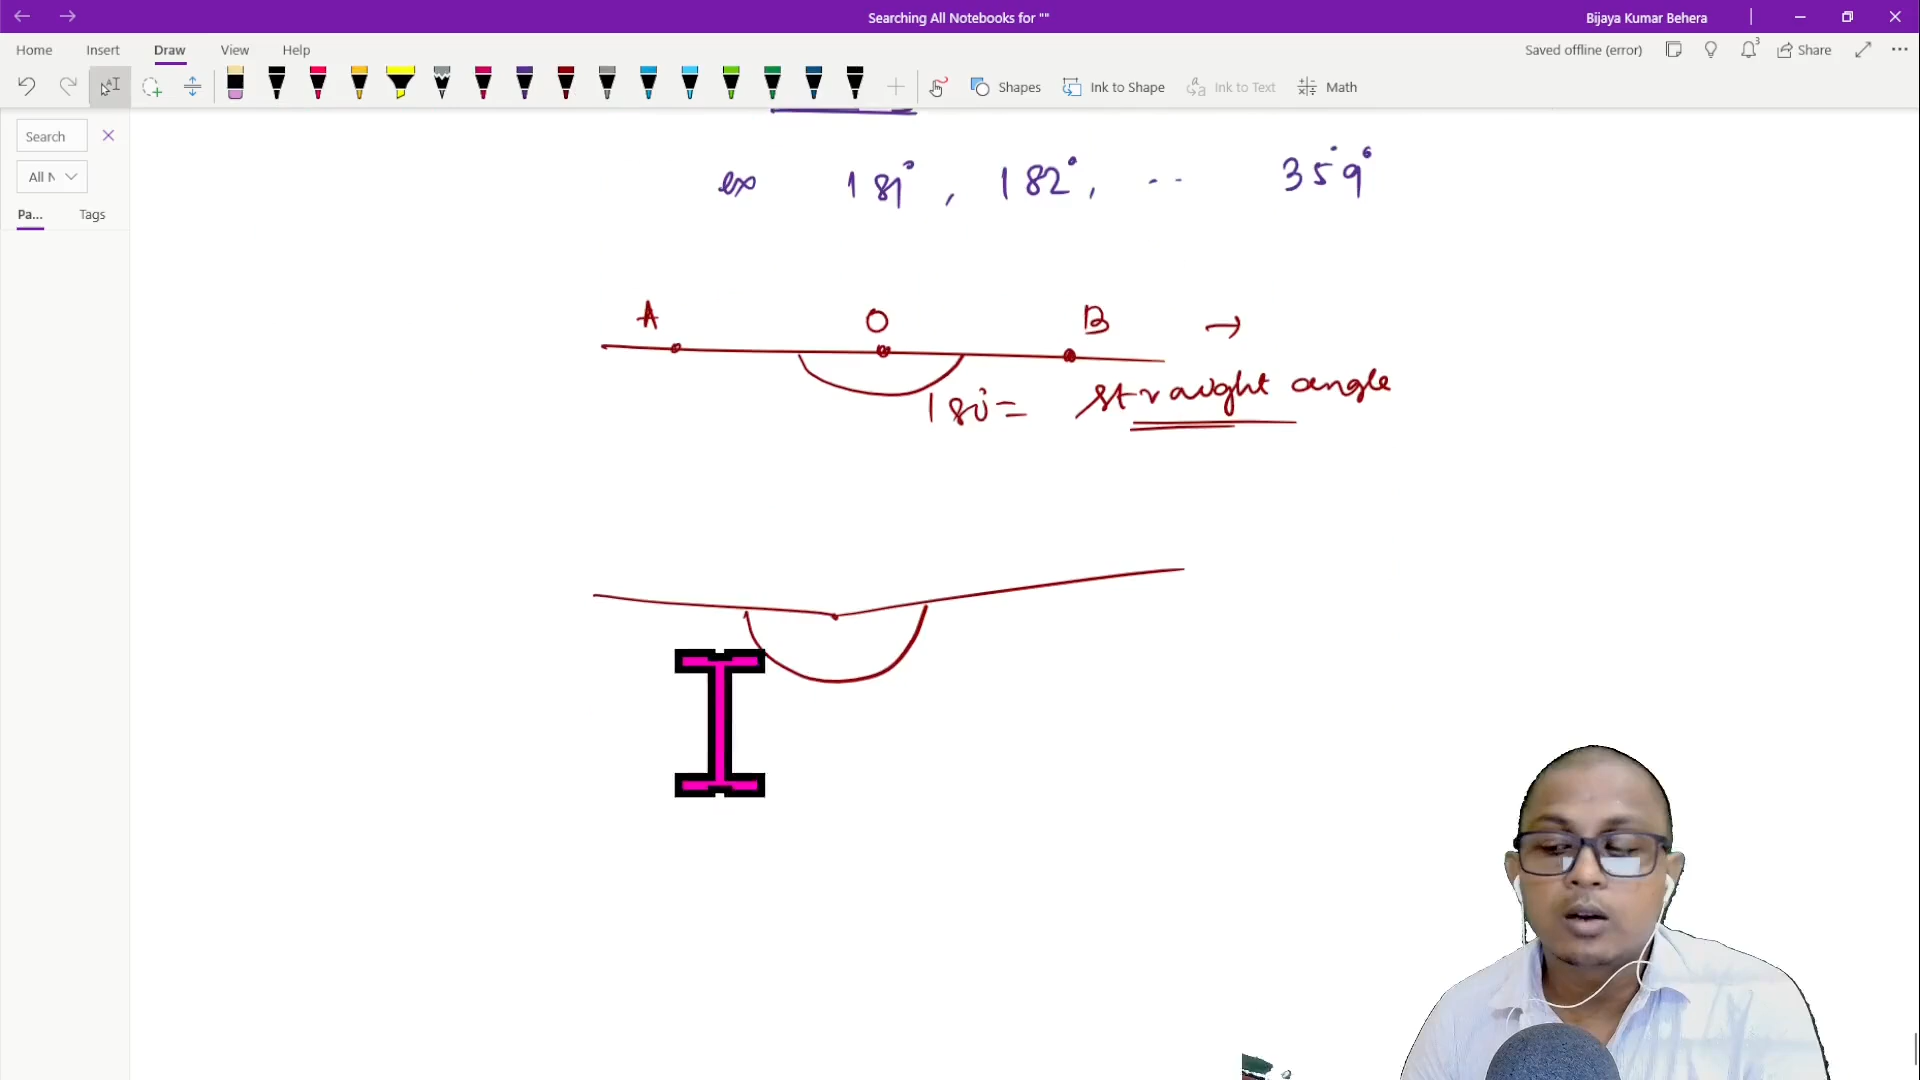 Searching All Notebooks for ""
Bijaya Kumar Behera
Home Insert Draw View Help
Saved offline (error)
3
Share
Shapes
Ink to Shape
Ink to Text
Math
Search
All N
Pa... Tags
ex 181°, 182°, .. 359°
A O B →
180° = straight angle